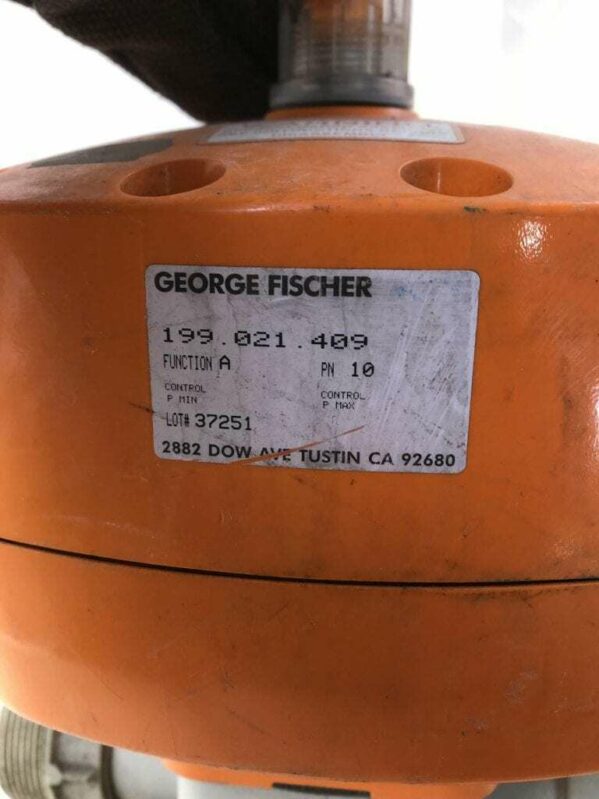 GEORGE FISCHER
199.021.409
FUNCTION A PN 10
CONTROL P MIN CONTROL P MAX
LOT# 37251
2882 DOW AVE TUSTIN CA 92680